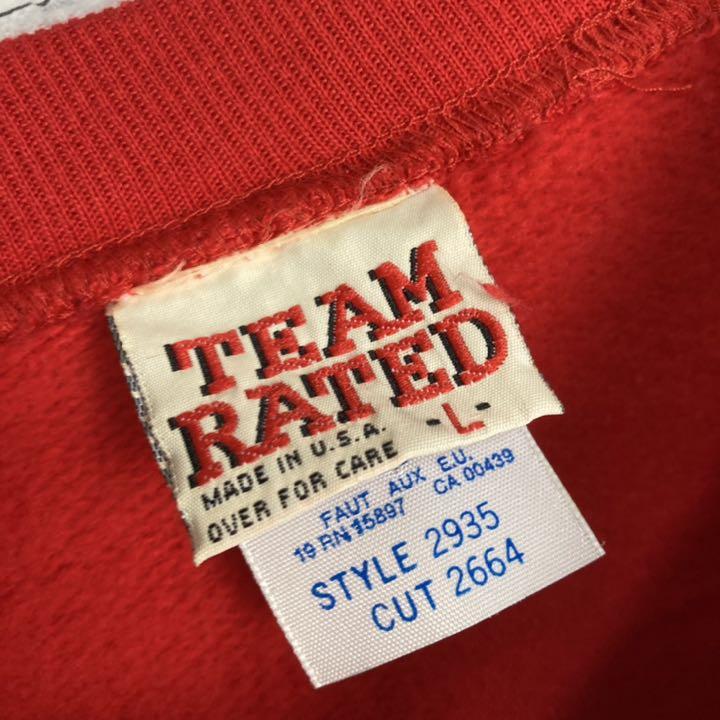 TEAM
RATED
-L-
MADE IN U.S.A.
OVER FOR CARE
FAUT AUX E.U.
19 RN 15897 CA 00439
STYLE 2935
CUT 2664